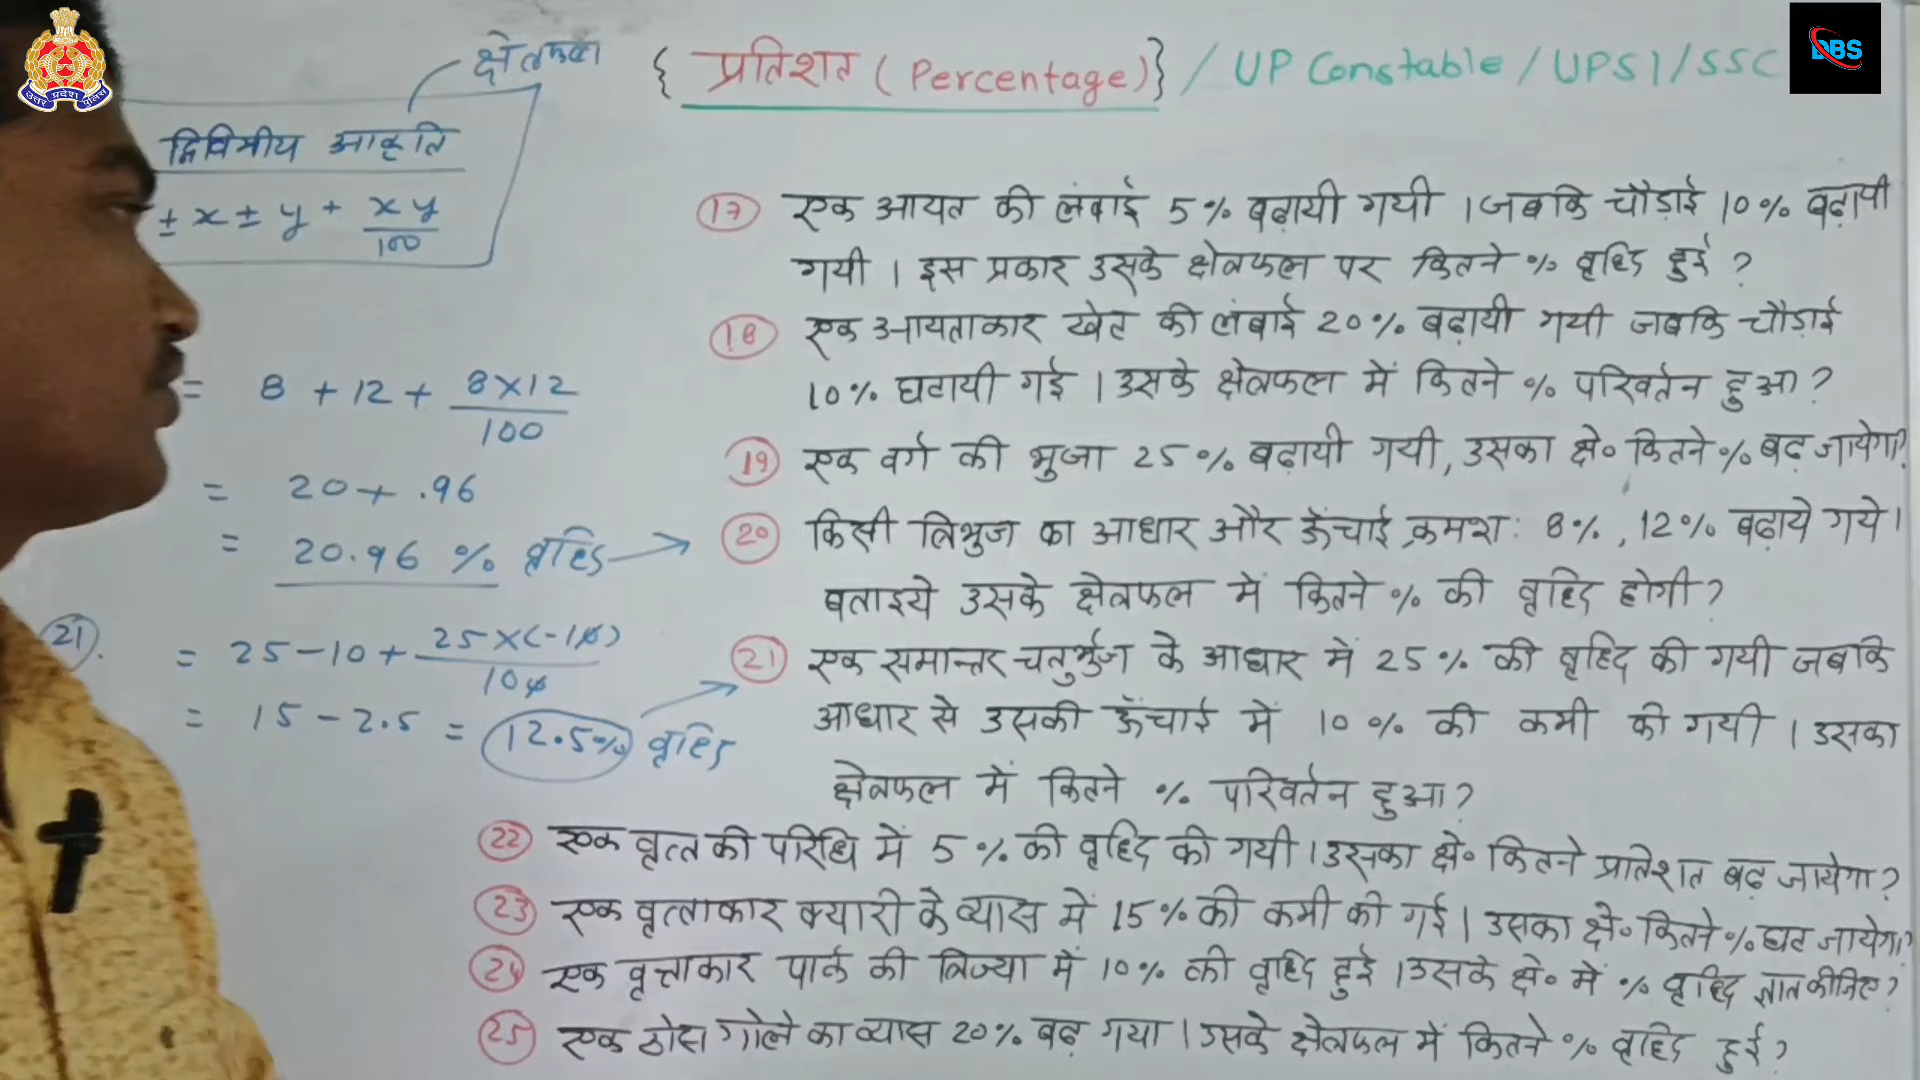 उत्तर प्रदेश पुलिस
DBS
क्षेत्रफल
{ प्रतिशत ( Percentage ) } / UP Constable / UPSI / SSC
द्विविमीय आकृति
± x ± y + xy/100
= 8 + 12 + 8×12/100
= 20 + .96
= 20.96 % वृद्धि →
21.
= 25 - 10 + 25×(-10)/100
= 15 - 2.5 = 12.5% वृद्धि
17 एक आयत की लंबाई 5% बढ़ायी गयी । जबकि चौड़ाई 10% बढ़ायी
गयी । इस प्रकार उसके क्षेत्रफल पर कितने % वृद्धि हुई ?
18 एक आयताकार खेत की लंबाई 20% बढ़ायी गयी जबकि चौड़ाई
10% घटायी गई । उसके क्षेत्रफल में कितने % परिवर्तन हुआ ?
19 एक वर्ग की भुजा 25% बढ़ायी गयी, उसका क्षे॰ कितने % बढ़ जायेगा?
20 किसी त्रिभुज का आधार और ऊँचाई क्रमश: 8%, 12% बढ़ाये गये ।
बताइये उसके क्षेत्रफल में कितने % की वृद्धि होगी ?
21 एक समान्तर चतुर्भुज के आधार में 25% की वृद्धि की गयी जबकि
आधार से उसकी ऊँचाई में 10% की कमी की गयी । उसका
क्षेत्रफल में कितने % परिवर्तन हुआ ?
22 एक वृत्त की परिधि में 5% की वृद्धि की गयी । उसका क्षे॰ कितने प्रतिशत बढ़ जायेगा ?
23 एक वृत्ताकार क्यारी के व्यास में 15% की कमी की गई । उसका क्षे॰ कितने % घट जायेगा?
24 एक वृत्ताकार पार्क की त्रिज्या में 10% की वृद्धि हुई । उसके क्षे॰ में % वृद्धि ज्ञात कीजिए ?
25 एक ठोस गोले का व्यास 20% बढ़ गया । उसके क्षेत्रफल में कितने % वृद्धि हुई ?